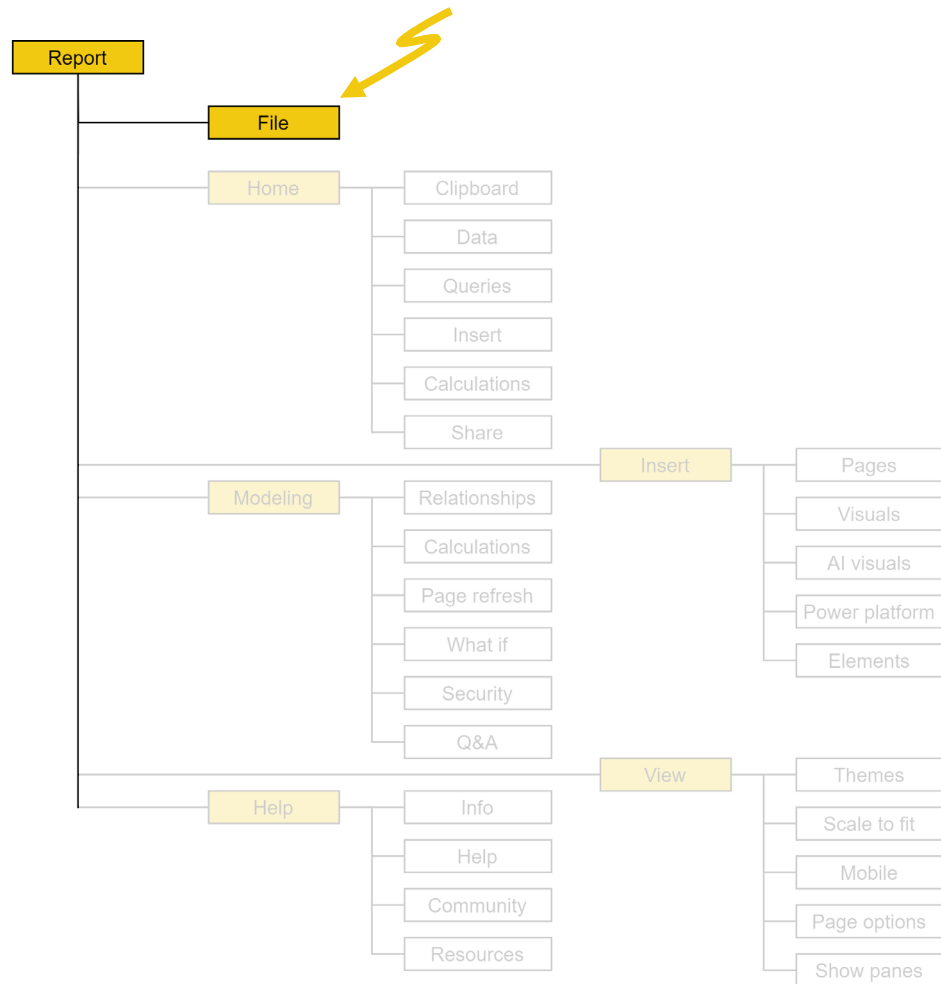 Report
File
Home
Clipboard
Data
Queries
Insert
Calculations
Share
Insert
Pages
Visuals
AI visuals
Power platform
Elements
Modeling
Relationships
Calculations
Page refresh
What if
Security
Q&A
View
Themes
Scale to fit
Mobile
Page options
Show panes
Help
Info
Help
Community
Resources